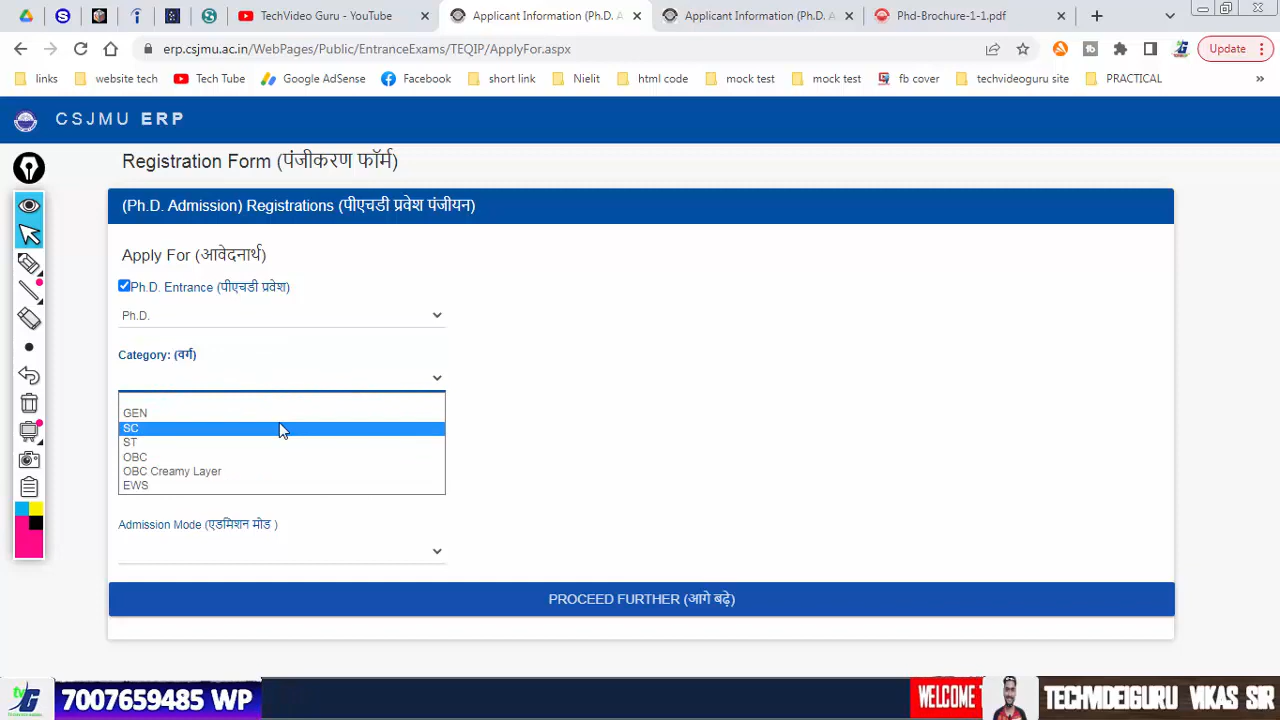 TechVideo Guru - YouTube
Applicant Information (Ph.D. A
Applicant Information (Ph.D. A
Phd-Brochure-1-1.pdf
erp.csjmu.ac.in/WebPages/Public/EntranceExams/TEQIP/ApplyFor.aspx
Update
links
website tech
Tech Tube
Google AdSense
Facebook
short link
Nielit
html code
mock test
mock test
fb cover
techvideoguru site
PRACTICAL
CSJMU ERP
Registration Form (पंजीकरण फॉर्म)
(Ph.D. Admission) Registrations (पीएचडी प्रवेश पंजीयन)
Apply For (आवेदनार्थ)
Ph.D. Entrance (पीएचडी प्रवेश)
Ph.D.
Category: (वर्ग)
GEN
SC
ST
OBC
OBC Creamy Layer
EWS
Admission Mode (एडमिशन मोड )
PROCEED FURTHER (आगे बढ़े)
7007659485 WP
WELCOME T
TECHVIDEIGURU VIKAS SIR